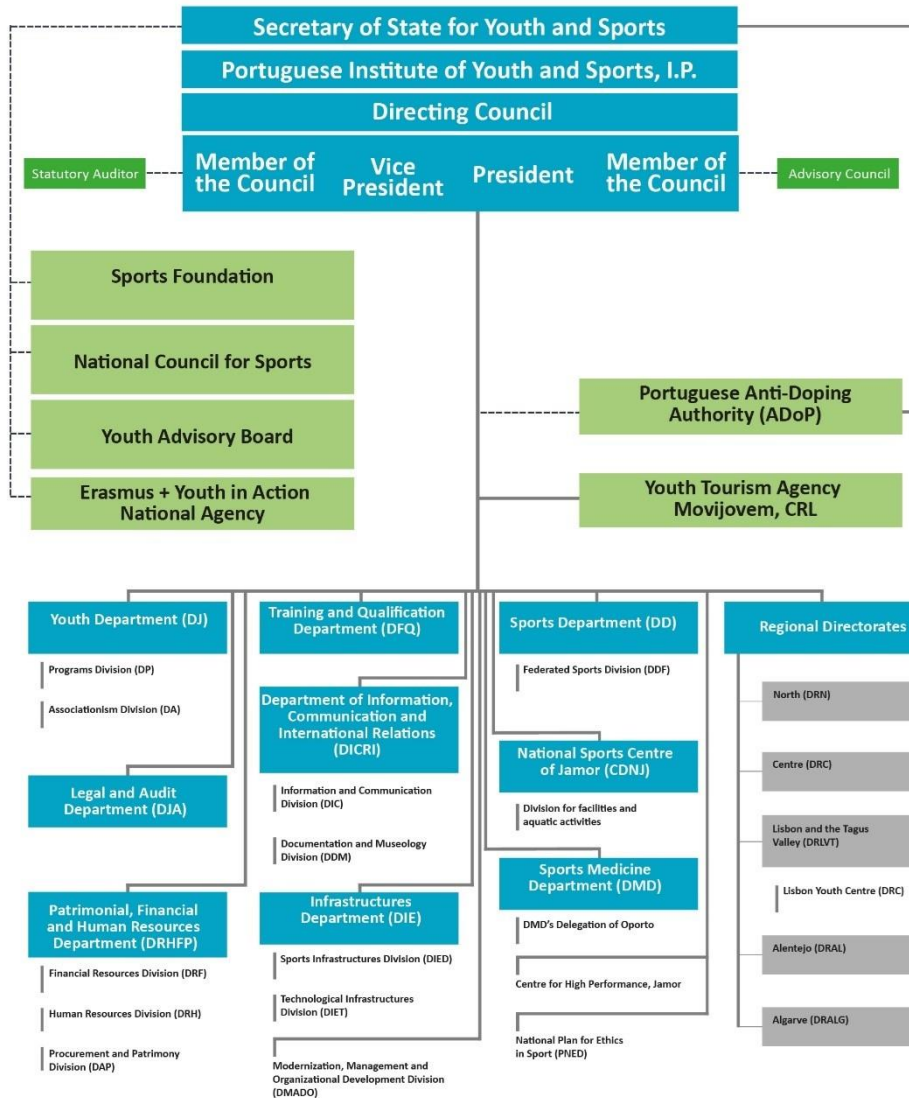 Secretary of State for Youth and Sports
Portuguese Institute of Youth and Sports, I.P.
Directing Council
Statutory Auditor
Member of
the Council
Vice
President
President
Member of
the Council
Advisory Council
Sports Foundation
National Council for Sports
Youth Advisory Board
Erasmus + Youth in Action
National Agency
Portuguese Anti-Doping
Authority (ADoP)
Youth Tourism Agency
Movijovem, CRL
Youth Department (DJ)
Programs Division (DP)
Associationism Division (DA)
Legal and Audit
Department (DJA)
Patrimonial, Financial
and Human Resources
Department (DRHFP)
Financial Resources Division (DRF)
Human Resources Division (DRH)
Procurement and Patrimony
Division (DAP)
Training and Qualification
Department (DFQ)
Department of Information,
Communication and
International Relations
(DICRI)
Information and Communication
Division (DIC)
Documentation and Museology
Division (DDM)
Infrastructures
Department (DIE)
Sports Infrastructures Division (DIED)
Technological Infrastructures
Division (DIET)
Modernization, Management and
Organizational Development Division
(DMADO)
Sports Department (DD)
Federated Sports Division (DDF)
National Sports Centre
of Jamor (CDNJ)
Division for facilities and
aquatic activities
Sports Medicine
Department (DMD)
DMD's Delegation of Oporto
Centre for High Performance, Jamor
National Plan for Ethics
in Sport (PNED)
Regional Directorates
North (DRN)
Centre (DRC)
Lisbon and the Tagus
Valley (DRLVT)
Lisbon Youth Centre (DRC)
Alentejo (DRAL)
Algarve (DRALG)